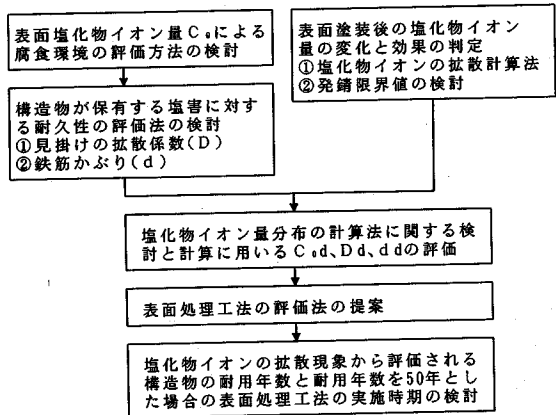 表面塩化物イオン量C₀による
腐食環境の評価方法の検討
構造物が保有する塩害に対す
る耐久性の評価法の検討
①見掛けの拡散係数(D)
②鉄筋かぶり(d)
表面塗装後の塩化物イオン
量の変化と効果の判定
①塩化物イオンの拡散計算法
②発錆限界値の検討
塩化物イオン量分布の計算法に関する検
討と計算に用いるC₀d、Dd、ddの評価
表面処理工法の評価法の提案
塩化物イオンの拡散現象から評価される
構造物の耐用年数と耐用年数を50年とし
た場合の表面処理工法の実施時期の検討